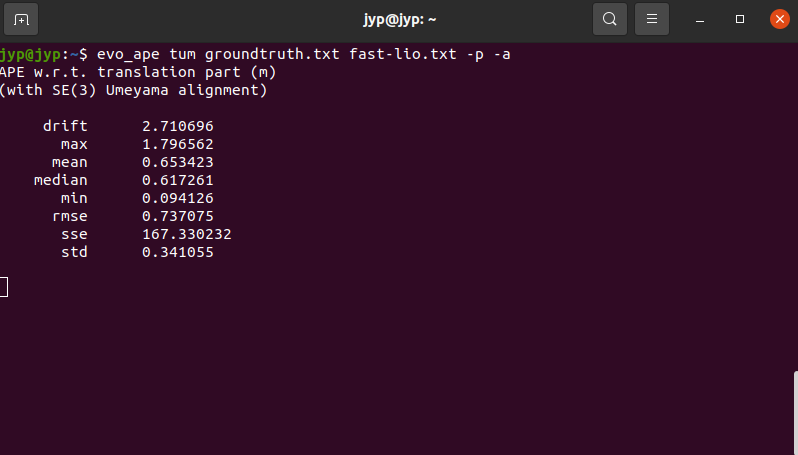 jyp@jyp: ~
jyp@jyp:~$ evo_ape tum groundtruth.txt fast-lio.txt -p -a
APE w.r.t. translation part (m)
(with SE(3) Umeyama alignment)
drift 2.710696
max 1.796562
mean 0.653423
median 0.617261
min 0.094126
rmse 0.737075
sse 167.330232
std 0.341055